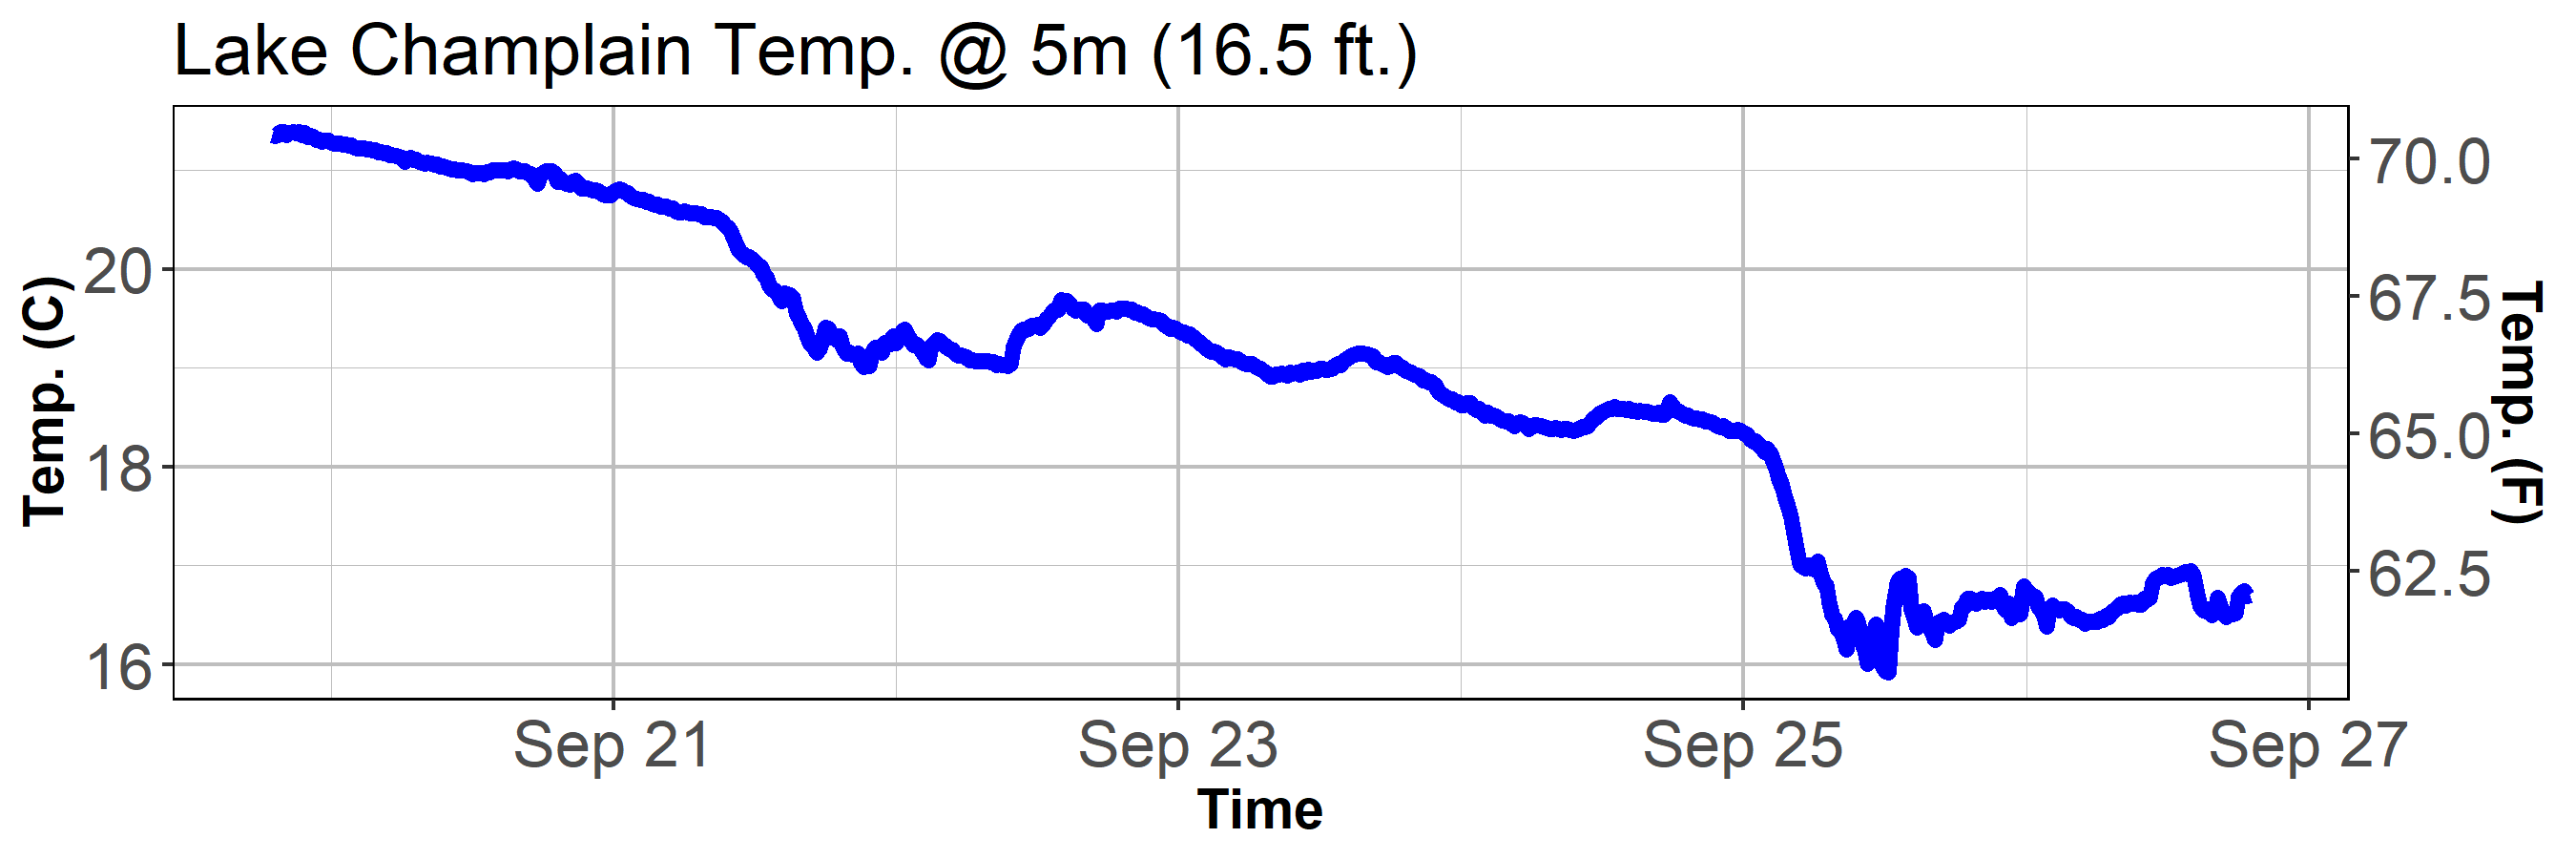 Lake Champlain Temp. @ 5m (16.5 ft.)
Temp. (C)
20
18
16
70.0
67.5
65.0
62.5
Temp. (F)
Sep 21 Sep 23 Sep 25 Sep 27
Time